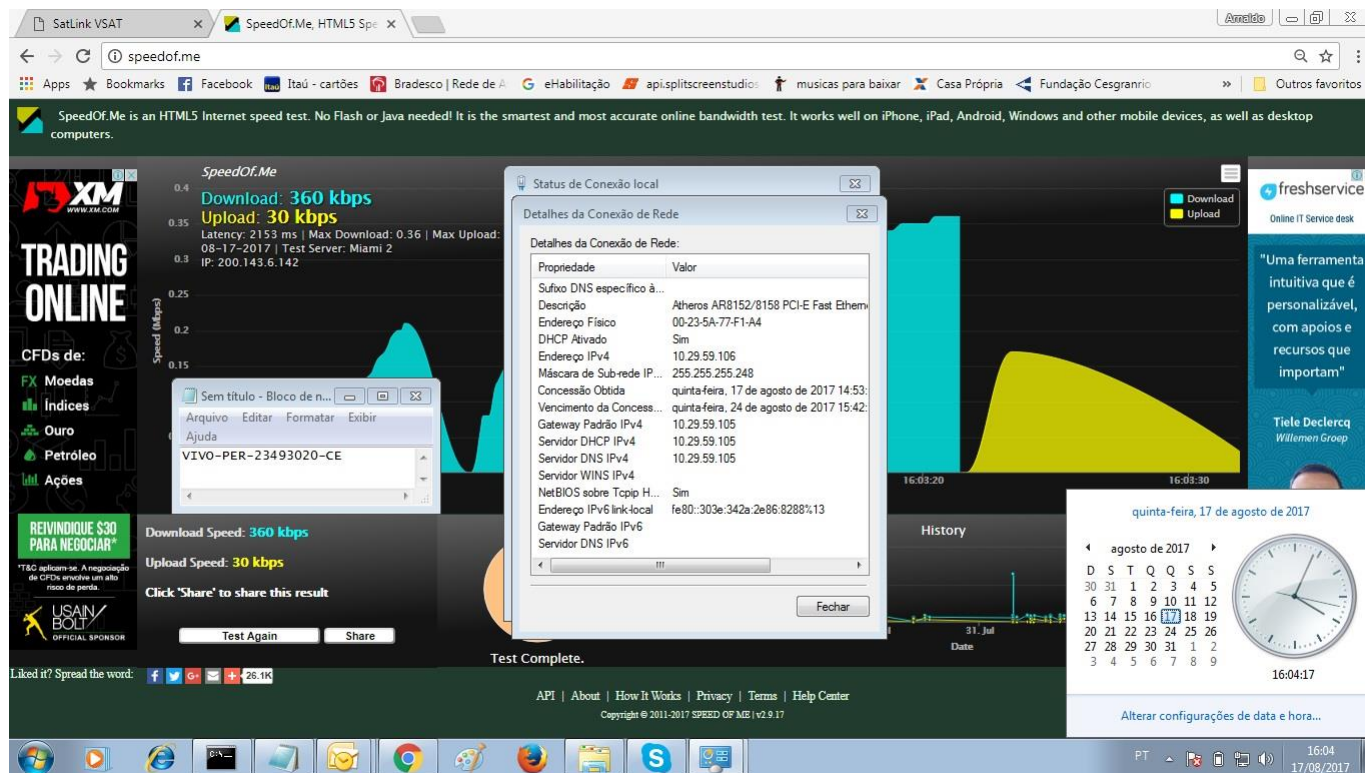 SatLink VSAT
SpeedOf.Me, HTML5 Spe
Arnaldo
speedof.me
Apps Bookmarks Facebook Itaú - cartões Bradesco | Rede de A eHabilitação api.splitscreenstudios musicas para baixar Casa Própria Fundação Cesgranrio » Outros favoritos
SpeedOf.Me is an HTML5 Internet speed test. No Flash or Java needed! It is the smartest and most accurate online bandwidth test. It works well on iPhone, iPad, Android, Windows and other mobile devices, as well as desktop
computers.
XM
WWW.XM.COM
TRADING
ONLINE
CFDs de:
FX Moedas
Índices
Ouro
Petróleo
Ações
REIVINDIQUE $30
PARA NEGOCIAR*
*T&C aplicam-se. A negociação
de CFDs envolve um alto
risco de perda.
USAIN
BOLT
OFFICIAL SPONSOR
SpeedOf.Me
Download: 360 kbps
Upload: 30 kbps
Latency: 2153 ms | Max Download: 0.36 | Max Upload:
08-17-2017 | Test Server: Miami 2
IP: 200.143.6.142
0.4
0.35
0.3
0.25
0.2
0.15
Speed (Mbps)
Download
Upload
16:03:20
16:03:30
Sem título - Bloco de n...
Arquivo Editar Formatar Exibir
Ajuda
VIVO-PER-23493020-CE
Status de Conexão local
Detalhes da Conexão de Rede
Detalhes da Conexão de Rede:
Propriedade Valor
Sufixo DNS específico à...
Descrição Atheros AR8152/8158 PCI-E Fast Etherne
Endereço Físico 00-23-5A-77-F1-A4
DHCP Ativado Sim
Endereço IPv4 10.29.59.106
Máscara de Sub-rede IP... 255.255.255.248
Concessão Obtida quinta-feira, 17 de agosto de 2017 14:53:
Vencimento da Concess... quinta-feira, 24 de agosto de 2017 15:42:
Gateway Padrão IPv4 10.29.59.105
Servidor DHCP IPv4 10.29.59.105
Servidor DNS IPv4 10.29.59.105
Servidor WINS IPv4
NetBIOS sobre Tcpip H... Sim
Endereço IPv6 link-local fe80::303e:342a:2e86:8288%13
Gateway Padrão IPv6
Servidor DNS IPv6
Fechar
freshservice
Online IT Service desk
"Uma ferramenta
intuitiva que é
personalizável,
com apoios e
recursos que
importam"
Tiele Declercq
Willemen Groep
Download Speed: 360 kbps
Upload Speed: 30 kbps
Click 'Share' to share this result
Test Again Share
Test Complete.
History
31. Jul
Date
Liked it? Spread the word: 26.1K
API | About | How It Works | Privacy | Terms | Help Center
Copyright © 2011-2017 SPEED OF ME | v2.9.17
quinta-feira, 17 de agosto de 2017
agosto de 2017
D S T Q Q S S
30 31 1 2 3 4 5
6 7 8 9 10 11 12
13 14 15 16 17 18 19
20 21 22 23 24 25 26
27 28 29 30 31 1 2
3 4 5 6 7 8 9
16:04:17
Alterar configurações de data e hora...
PT
16:04
17/08/2017